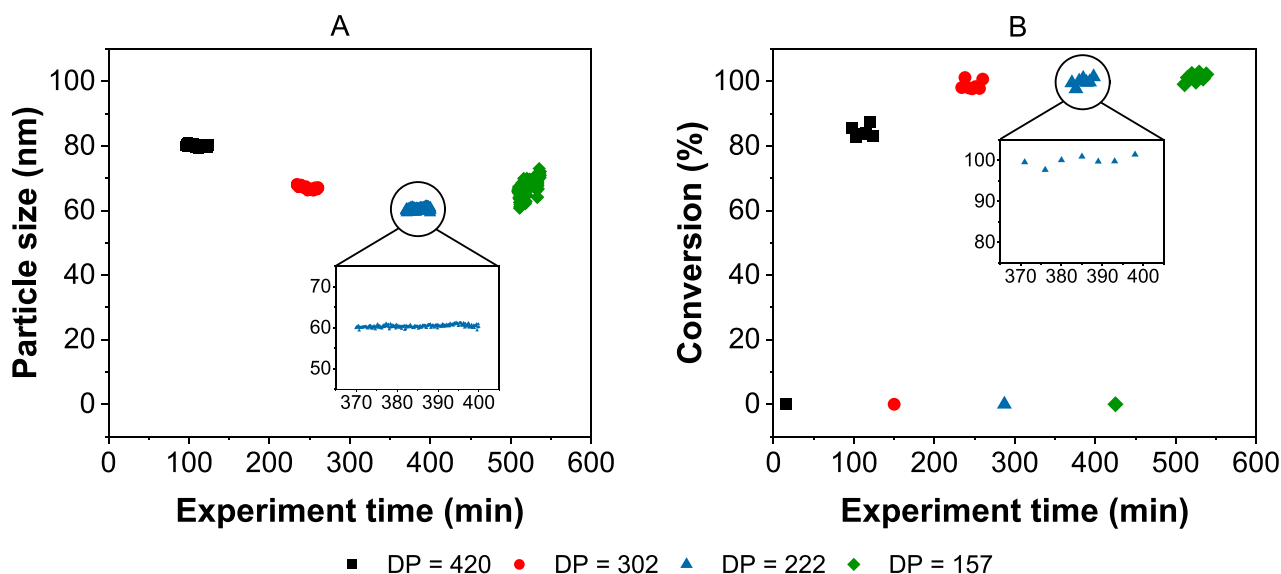 A
B
Particle size (nm)
100
80
60
40
20
0
70
60
50
370 380 390 400
0 100 200 300 400 500 600
Experiment time (min)
Conversion (%)
100
80
60
40
20
0
100
90
80
370 380 390 400
0 100 200 300 400 500 600
Experiment time (min)
DP = 420 DP = 302 DP = 222 DP = 157